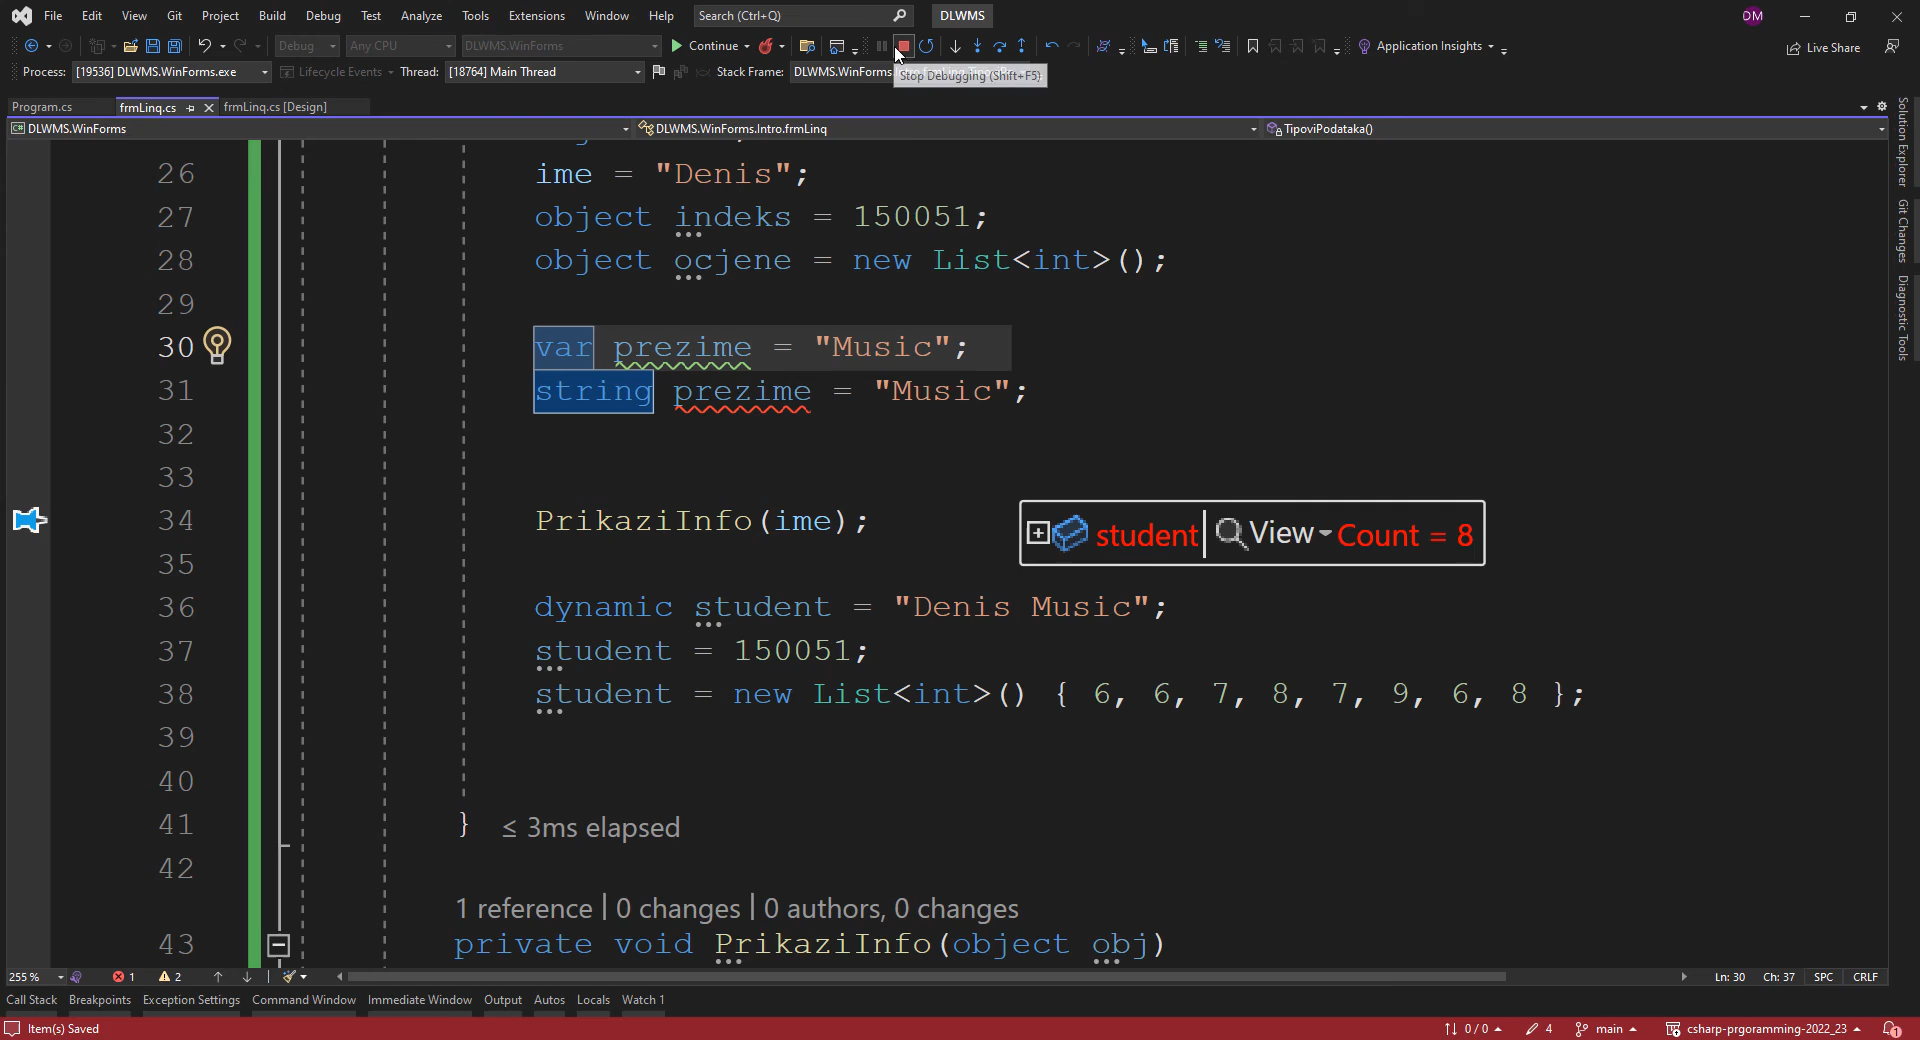 File Edit View Git Project Build Debug Test Analyze Tools Extensions Window Help Search (Ctrl+Q) DLWMS DM
Debug Any CPU DLWMS.WinForms Continue Application Insights Live Share
Process: [19536] DLWMS.WinForms.exe Lifecycle Events Thread: [18764] Main Thread Stack Frame: DLWMS.WinForms.
Stop Debugging (Shift+F5)
Program.cs frmLinq.cs frmLinq.cs [Design]
DLWMS.WinForms DLWMS.WinForms.Intro.frmLinq TipoviPodataka()
26 ime = "Denis";
27 object indeks = 150051;
28 object ocjene = new List<int>();
29
30 var prezime = "Music";
31 string prezime = "Music";
32
33
34 PrikaziInfo(ime);
student View Count = 8
35
36 dynamic student = "Denis Music";
37 student = 150051;
38 student = new List<int>() { 6, 6, 7, 8, 7, 9, 6, 8 };
39
40
41 } ≤ 3ms elapsed
42
1 reference | 0 changes | 0 authors, 0 changes
43 private void PrikaziInfo(object obj)
Solution Explorer
Git Changes
Diagnostic Tools
255 % 1 2 Ln: 30 Ch: 37 SPC CRLF
Call Stack Breakpoints Exception Settings Command Window Immediate Window Output Autos Locals Watch 1
Item(s) Saved 0 / 0 4 main csharp-prgoramming-2022_23 1